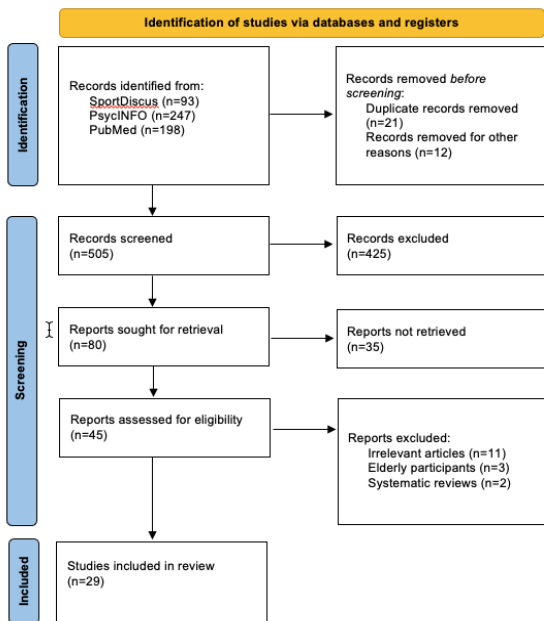 Identification of studies via databases and registers
Identification
Records identified from:
SportDiscus (n=93)
PsycINFO (n=247)
PubMed (n=198)
Records removed before
screening:
Duplicate records removed
(n=21)
Records removed for other
reasons (n=12)
Screening
Records screened
(n=505)
Records excluded
(n=425)
Reports sought for retrieval
(n=80)
Reports not retrieved
(n=35)
Reports assessed for eligibility
(n=45)
Reports excluded:
Irrelevant articles (n=11)
Elderly participants (n=3)
Systematic reviews (n=2)
Included
Studies included in review
(n=29)